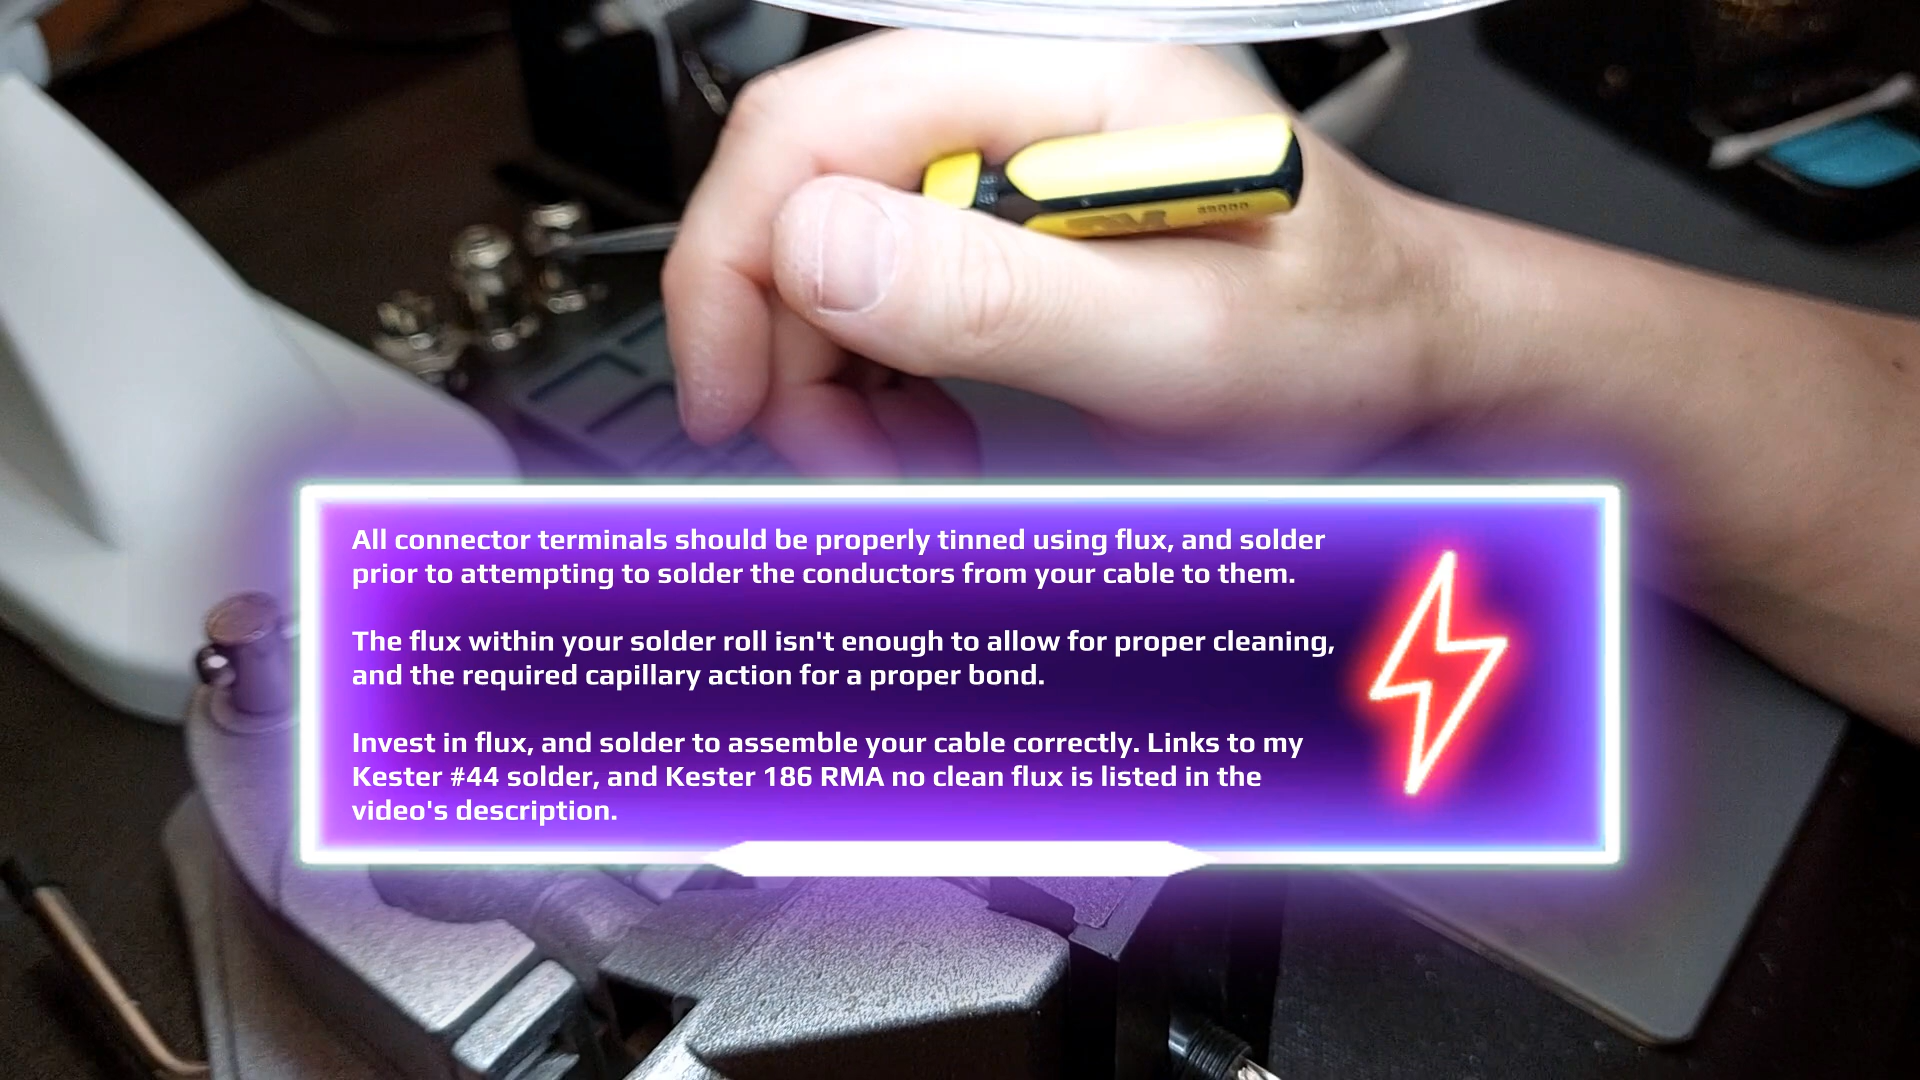 All connector terminals should be properly tinned using flux, and solder
prior to attempting to solder the conductors from your cable to them.
The flux within your solder roll isn't enough to allow for proper cleaning,
and the required capillary action for a proper bond.
Invest in flux, and solder to assemble your cable correctly. Links to my
Kester #44 solder, and Kester 186 RMA no clean flux is listed in the
video's description.